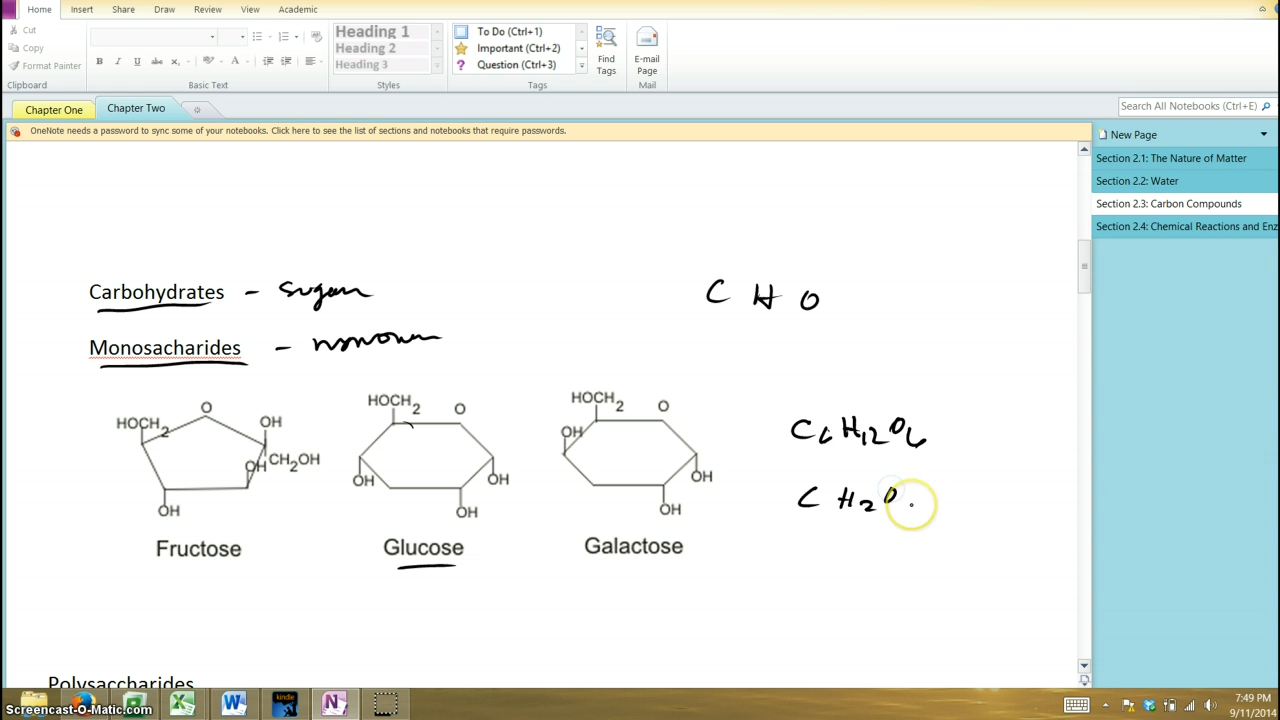 Home Insert Share Draw Review View Academic
Cut
Copy
Format Painter
Clipboard
B I U abc x₂ A
Basic Text
Heading 1
Heading 2
Heading 3
Styles
To Do (Ctrl+1)
Important (Ctrl+2)
? Question (Ctrl+3)
Tags
Find
Tags
E-mail
Page
Mail
Chapter One Chapter Two
Search All Notebooks (Ctrl+E)
OneNote needs a password to sync some of your notebooks. Click here to see the list of sections and notebooks that require passwords.
New Page
Section 2.1: The Nature of Matter
Section 2.2: Water
Section 2.3: Carbon Compounds
Section 2.4: Chemical Reactions and Enz
Carbohydrates - sugar
C H O
Monosacharides - monomer
HOCH2 O OH
OH CH2OH
OH
Fructose
HOCH2 O
OH OH
OH
Glucose
HOCH2 O
OH
OH
OH
Galactose
C6H12O6
C H2 O
Polysaccharides
kindle
Screencast-O-Matic.com
7:49 PM
9/11/2014